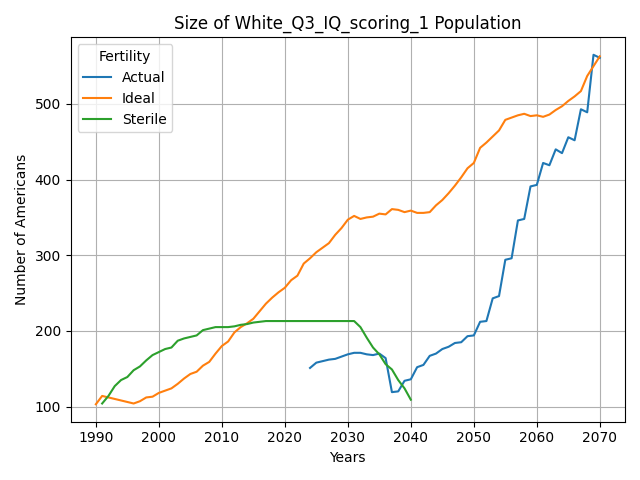 Size of White_Q3_IQ_scoring_1 Population
Fertility
Actual
Ideal
Sterile
Number of Americans
500
400
300
200
100
1990
2000
2010
2020
2030
2040
2050
2060
2070
Years